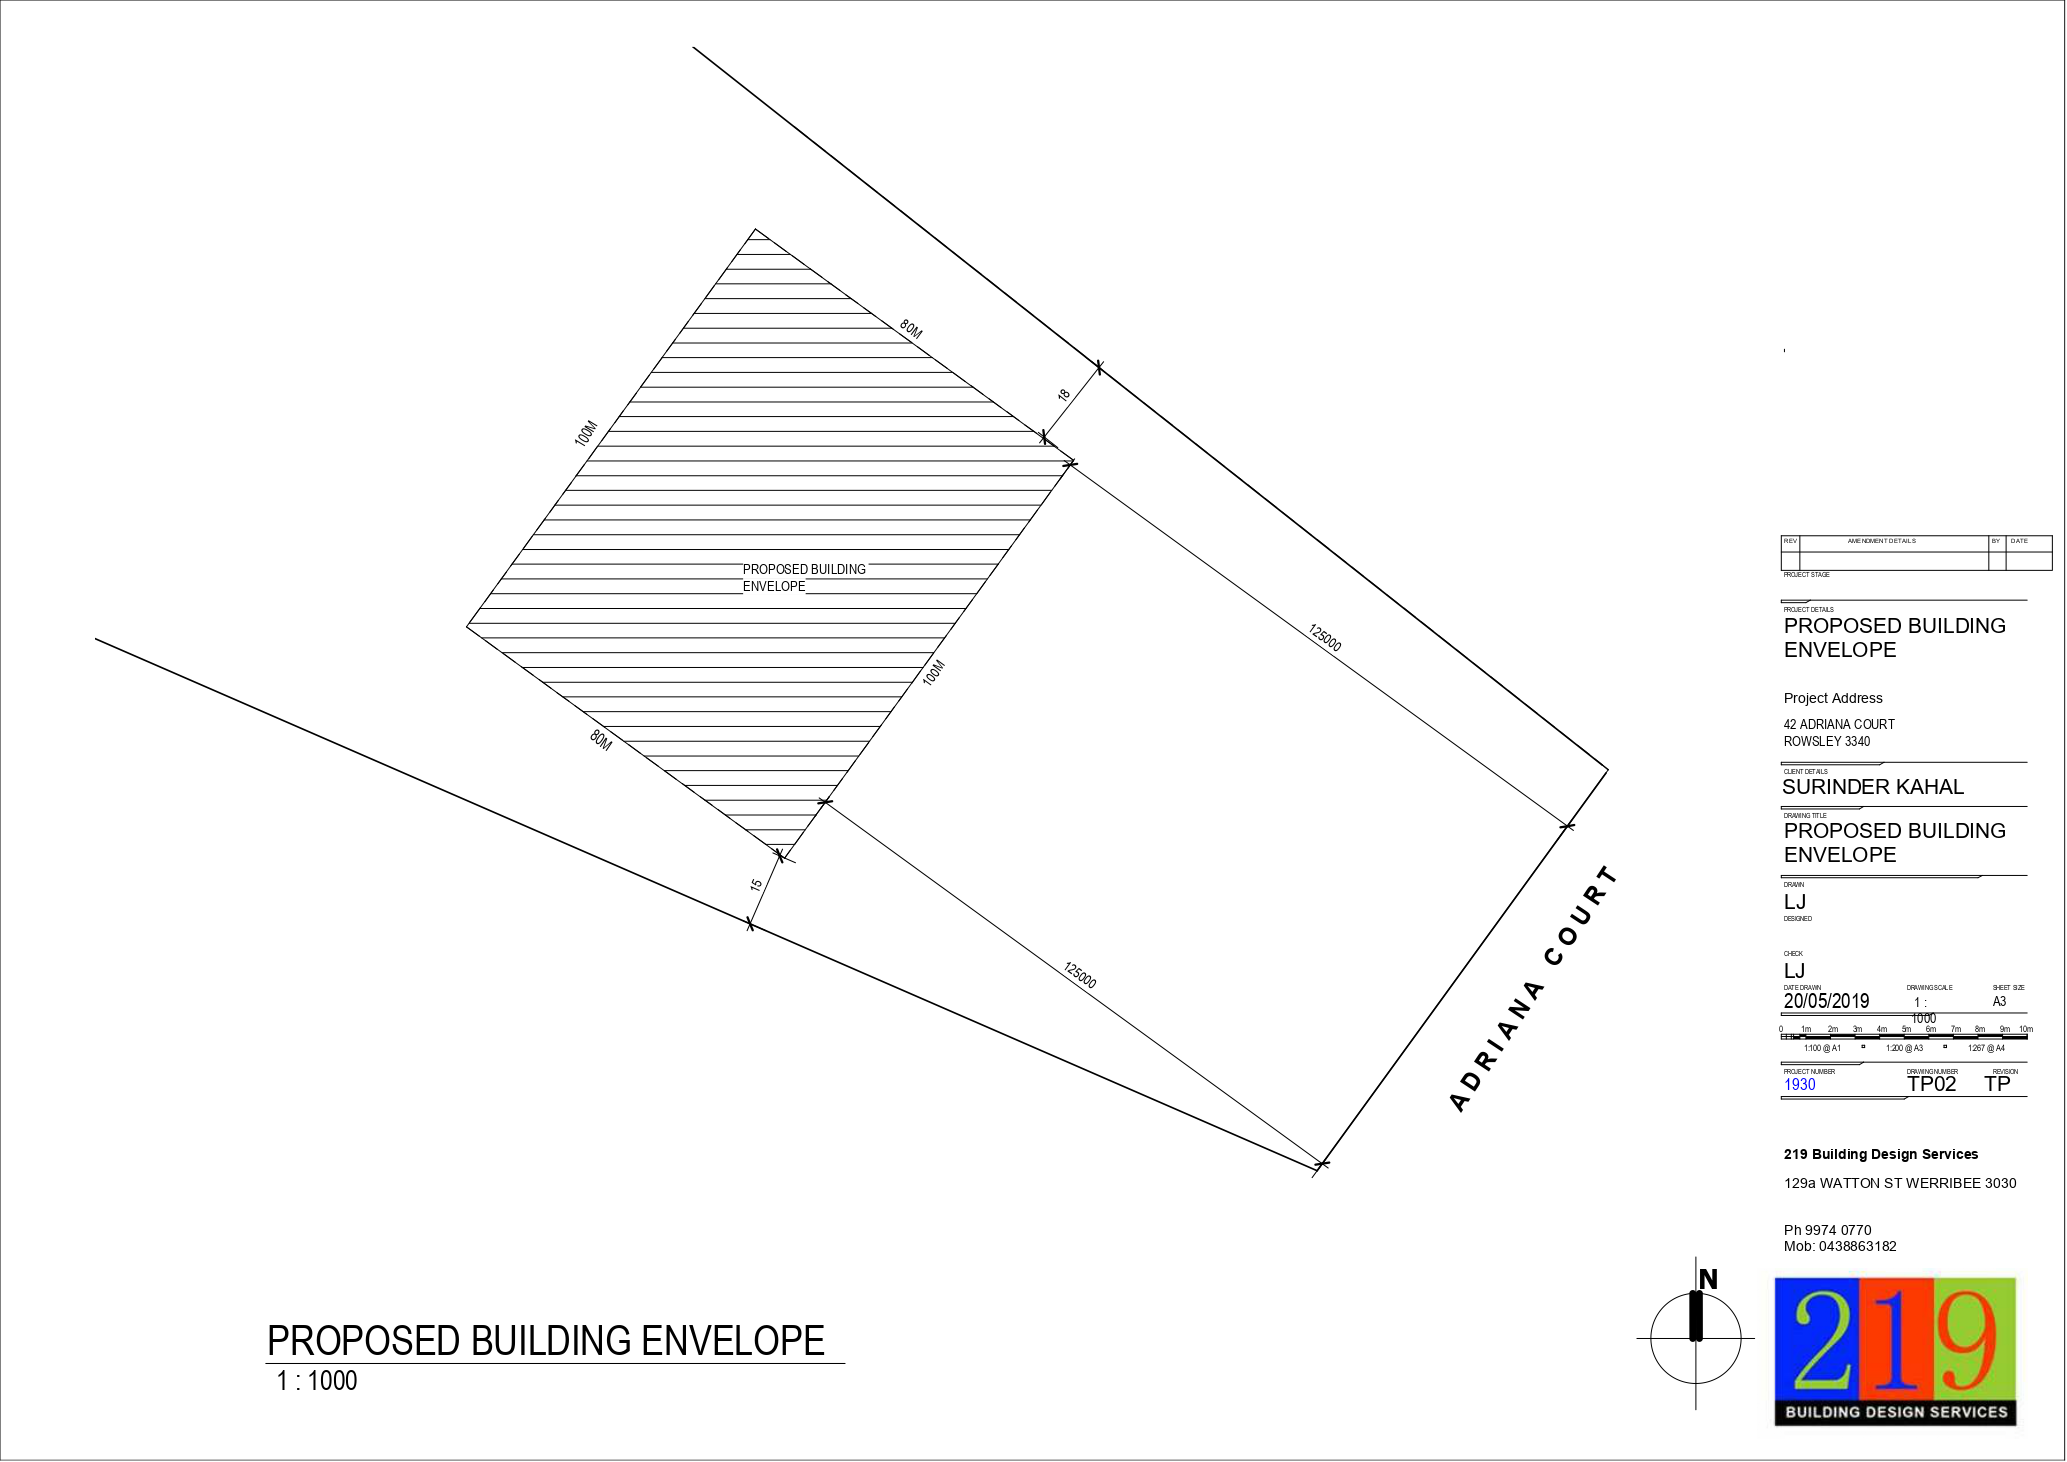 80M
18
100M
PROPOSED BUILDING
ENVELOPE
125000
100M
80M
15
125000
ADRIANA COURT
PROPOSED BUILDING ENVELOPE
1 : 1000
N
REV AMENDMENT DETAILS BY DATE
PROJECT STAGE
PROJECT DETAILS
PROPOSED BUILDING
ENVELOPE
Project Address
42 ADRIANA COURT
ROWSLEY 3340
CLIENT DETAILS
SURINDER KAHAL
DRAWING TITLE
PROPOSED BUILDING
ENVELOPE
DRAWN
LJ
DESIGNED
CHECK
LJ
DATE DRAWN DRAWING SCALE SHEET SIZE
20/05/2019 1 : A3
1000
0 1m 2m 3m 4m 5m 6m 7m 8m 9m 10m
1:100 @ A1 1:200 @ A3 1:267 @ A4
PROJECT NUMBER DRAWING NUMBER REVISION
1930 TP02 TP
219 Building Design Services
129a WATTON ST WERRIBEE 3030
Ph 9974 0770
Mob: 0438863182
219
BUILDING DESIGN SERVICES